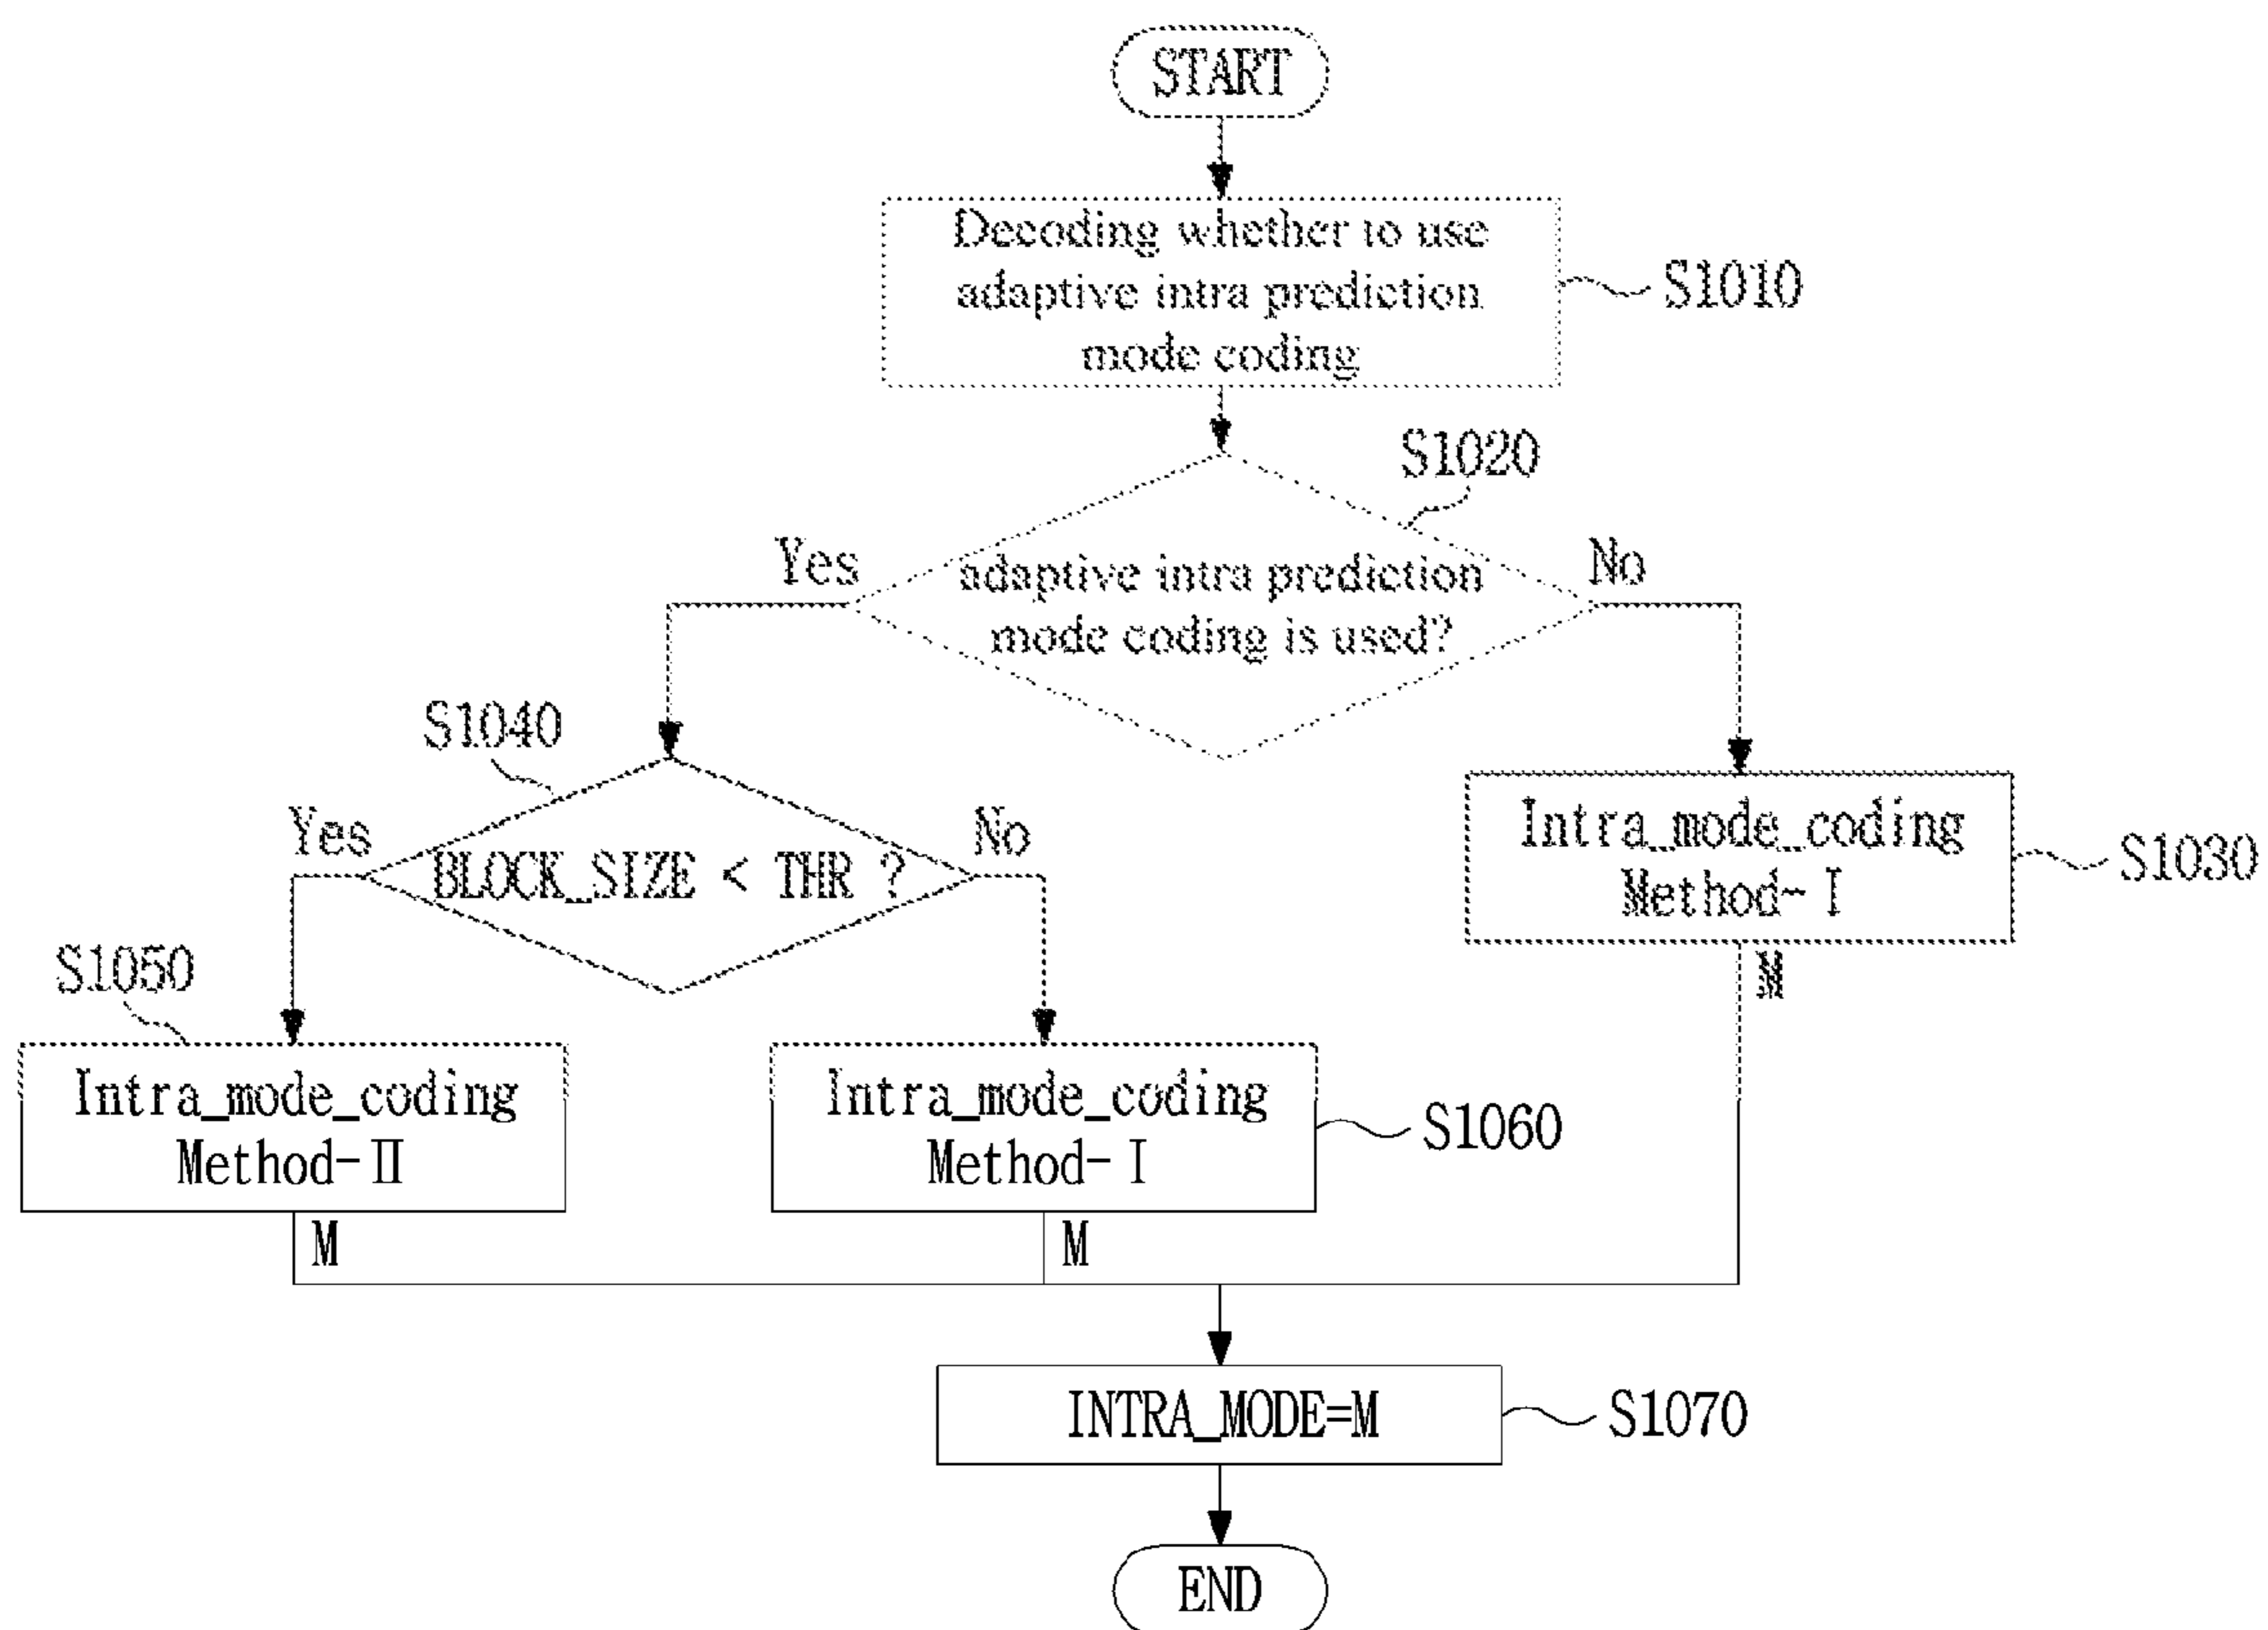 START
Decoding whether to use
adaptive intra prediction
mode coding
S1010
S1020
Yes
No
adaptive intra prediction
mode coding is used?
S1040
Yes
No
BLOCK_SIZE < THR ?
Intra_mode_coding
Method-Ⅰ
S1030
M
S1050
Intra_mode_coding
Method-Ⅱ
M
Intra_mode_coding
Method-Ⅰ
S1060
M
INTRA_MODE=M
S1070
END